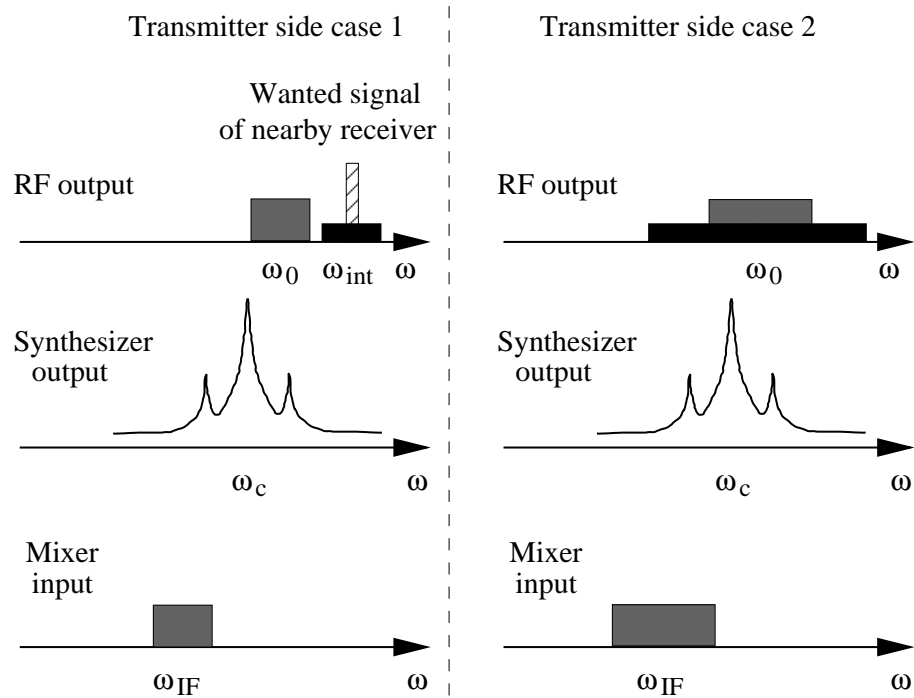 Transmitter side case 1
Wanted signal
of nearby receiver
RF output
ω0 ωint ω
Synthesizer
output
ωc ω
Mixer
input
ωIF ω
Transmitter side case 2
RF output
ω0 ω
Synthesizer
output
ωc ω
Mixer
input
ωIF ω